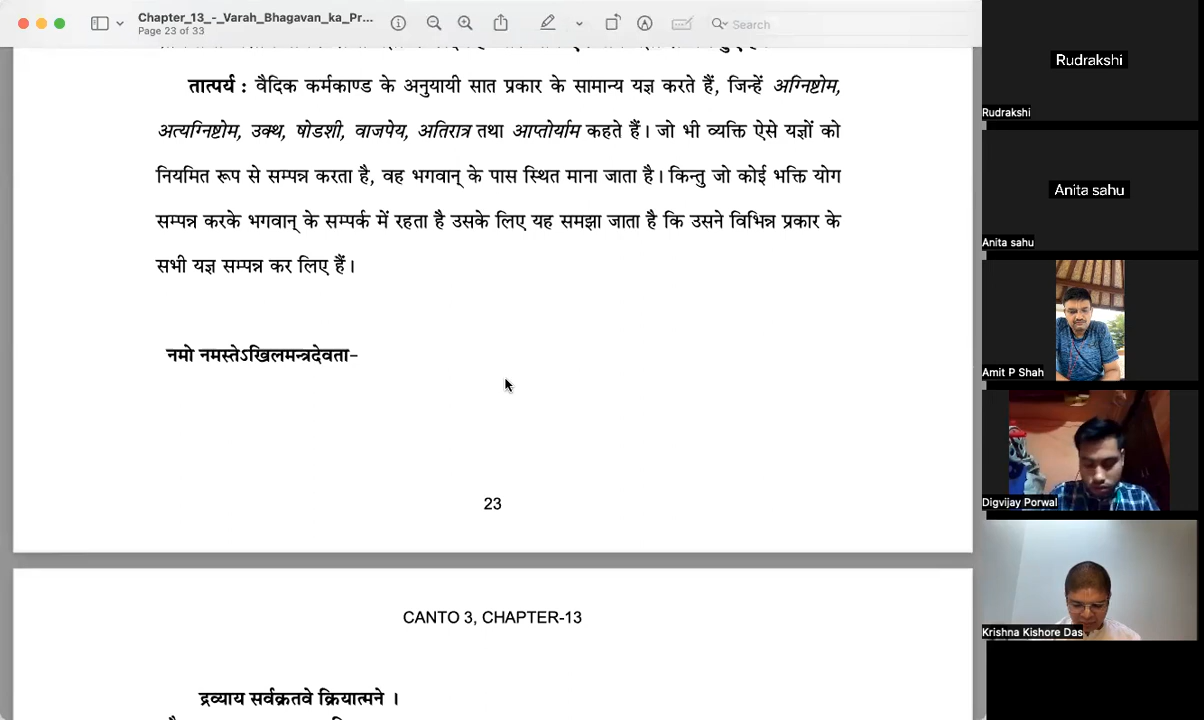 Chapter_13_-_Varah_Bhagavan_ka_Pr...
Page 23 of 33
Search
तात्पर्य : वैदिक कर्मकाण्ड के अनुयायी सात प्रकार के सामान्य यज्ञ करते हैं, जिन्हें अग्निष्टोम,
अत्यग्निष्टोम, उक्थ, षोडशी, वाजपेय, अतिरात्र तथा आप्तोर्याम कहते हैं। जो भी व्यक्ति ऐसे यज्ञों को
नियमित रूप से सम्पन्न करता है, वह भगवान् के पास स्थित माना जाता है। किन्तु जो कोई भक्ति योग
सम्पन्न करके भगवान् के सम्पर्क में रहता है उसके लिए यह समझा जाता है कि उसने विभिन्न प्रकार के
सभी यज्ञ सम्पन्न कर लिए हैं।
नमो नमस्तेऽखिलमन्त्रदेवता-
23
CANTO 3, CHAPTER-13
द्रव्याय सर्वक्रतवे क्रियात्मने ।
Rudrakshi
Rudrakshi
Anita sahu
Anita sahu
Amit P Shah
Digvijay Porwal
Krishna Kishore Das